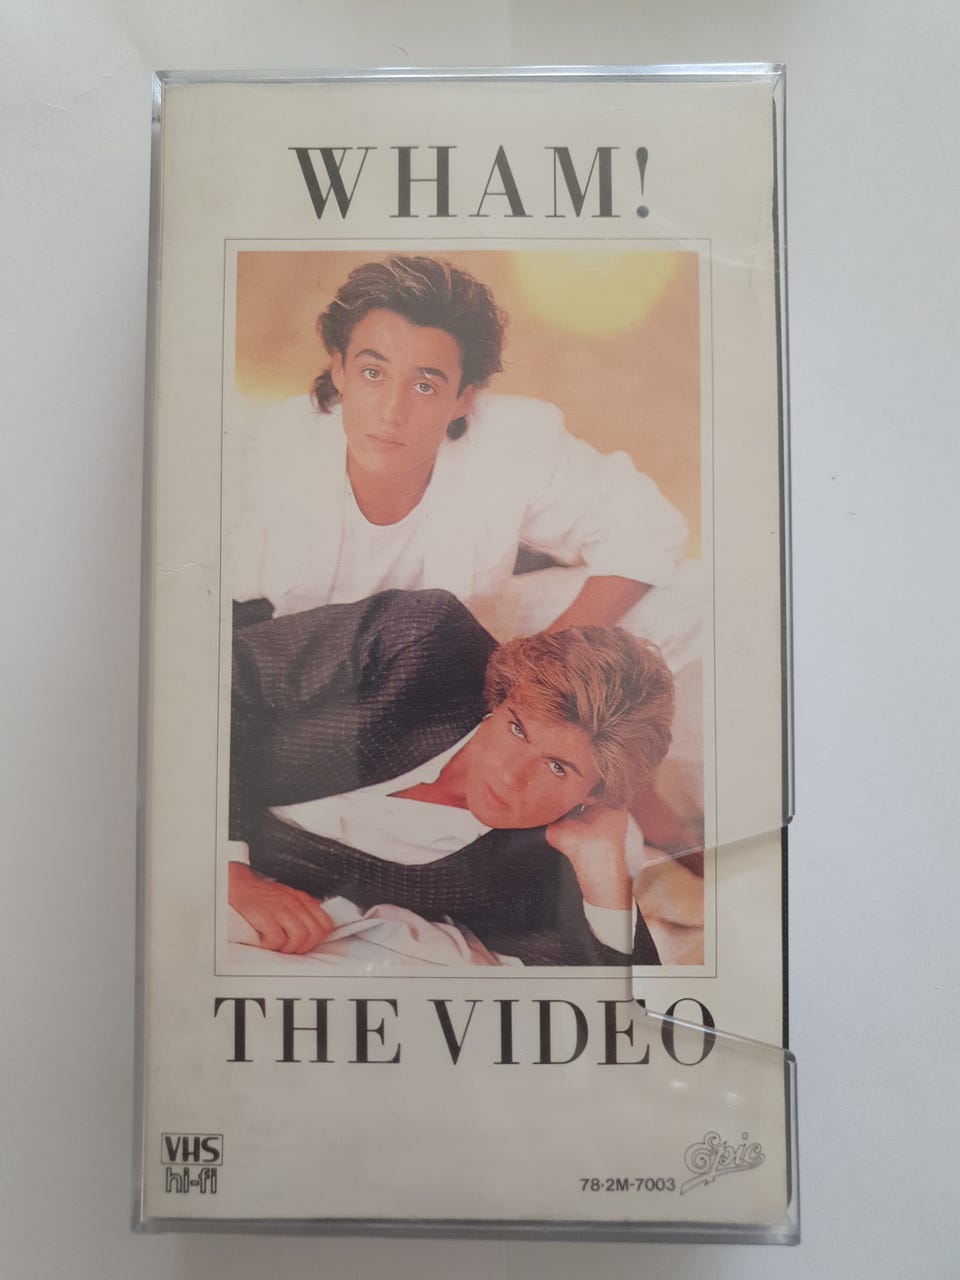 WHAM!
THE VIDEO
VHS
hi-fi
78·2M-7003
Epic